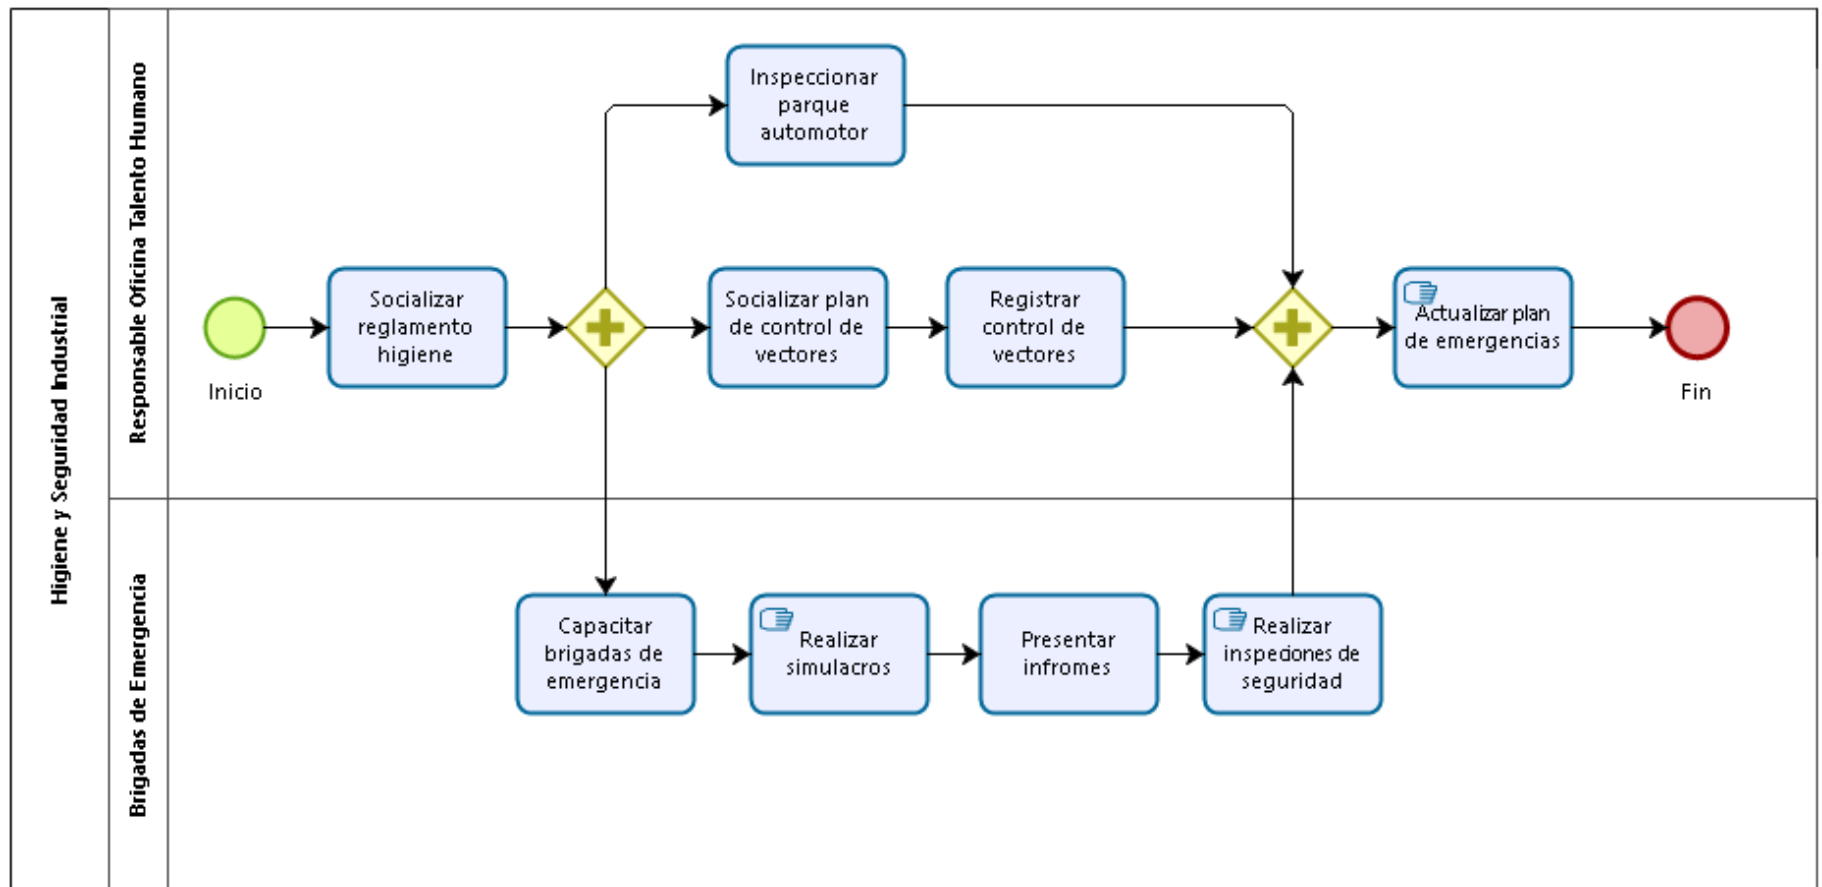 Higiene y Seguridad Industrial
Responsable Oficina Talento Humano
Inspeccionar
parque
automotor
Inicio
Socializar
reglamento
higiene
Socializar plan
de control de
vectores
Registrar
control de
vectores
Actualizar plan
de emergencias
Fin
Brigadas de Emergencia
Capacitar
brigadas de
emergencia
Realizar
simulacros
Presentar
infromes
Realizar
inspeciones de
seguridad